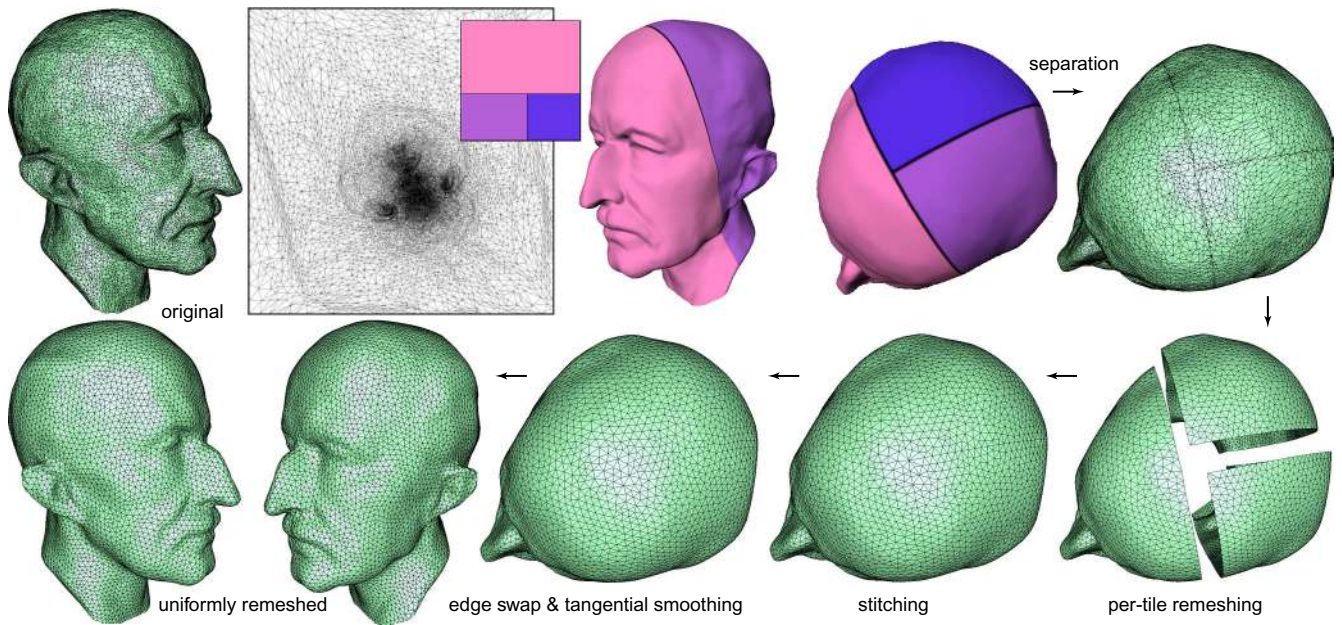 separation
original
uniformly remeshed
edge swap & tangential smoothing
stitching
per-tile remeshing